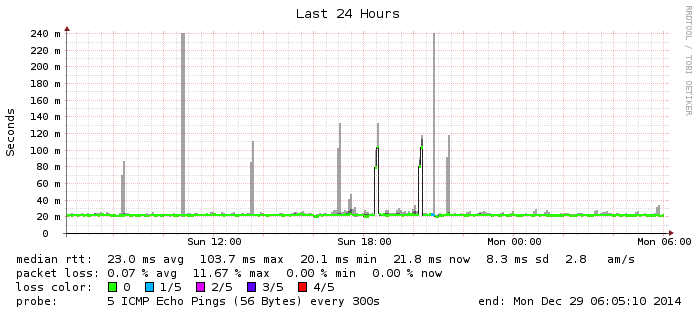 Last 24 Hours
RRDTOOL / TOBI OETIKER
Seconds
240 m
220 m
200 m
180 m
160 m
140 m
120 m
100 m
80 m
60 m
40 m
20 m
0
Sun 12:00 Sun 18:00 Mon 00:00 Mon 06:00
median rtt: 23.0 ms avg 103.7 ms max 20.1 ms min 21.8 ms now 8.3 ms sd 2.8 am/s
packet loss: 0.07 % avg 11.67 % max 0.00 % min 0.00 % now
loss color: 0 1/5 2/5 3/5 4/5
probe: 5 ICMP Echo Pings (56 Bytes) every 300s end: Mon Dec 29 06:05:10 2014